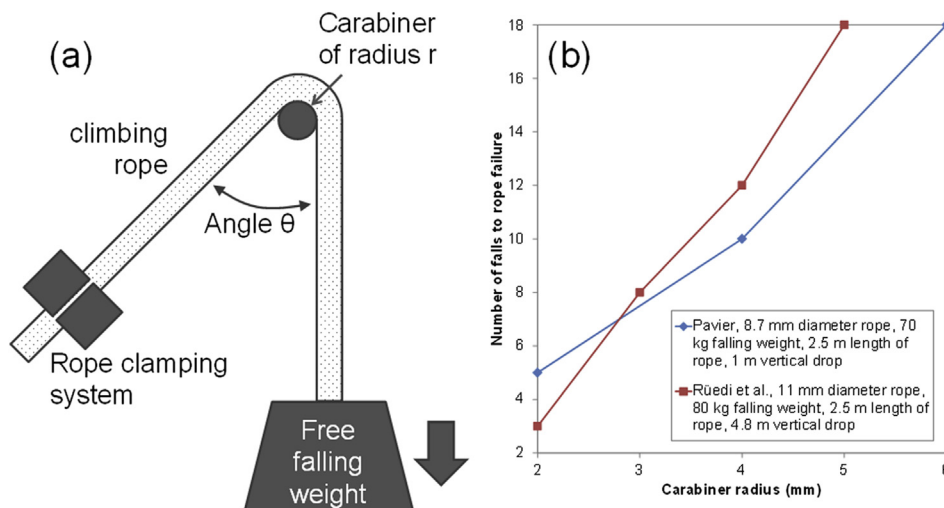 (a)
Carabiner
of radius r
climbing
rope
Angle θ
Rope clamping
system
Free
falling
weight
(b)
Number of falls to rope failure
18
16
14
12
10
8
6
4
2
Pavier, 8.7 mm diameter rope, 70
kg falling weight, 2.5 m length of
rope, 1 m vertical drop
Rüedi et al., 11 mm diameter rope,
80 kg falling weight, 2.5 m length of
rope, 4.8 m vertical drop
2 3 4 5
Carabiner radius (mm)